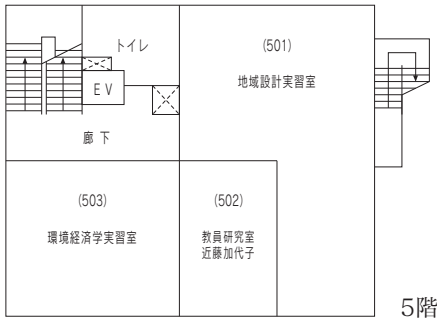 トイレ
(501)
地域設計実習室
EV
廊下
(503)
環境経済学実習室
(502)
教員研究室
近藤加代子
5階